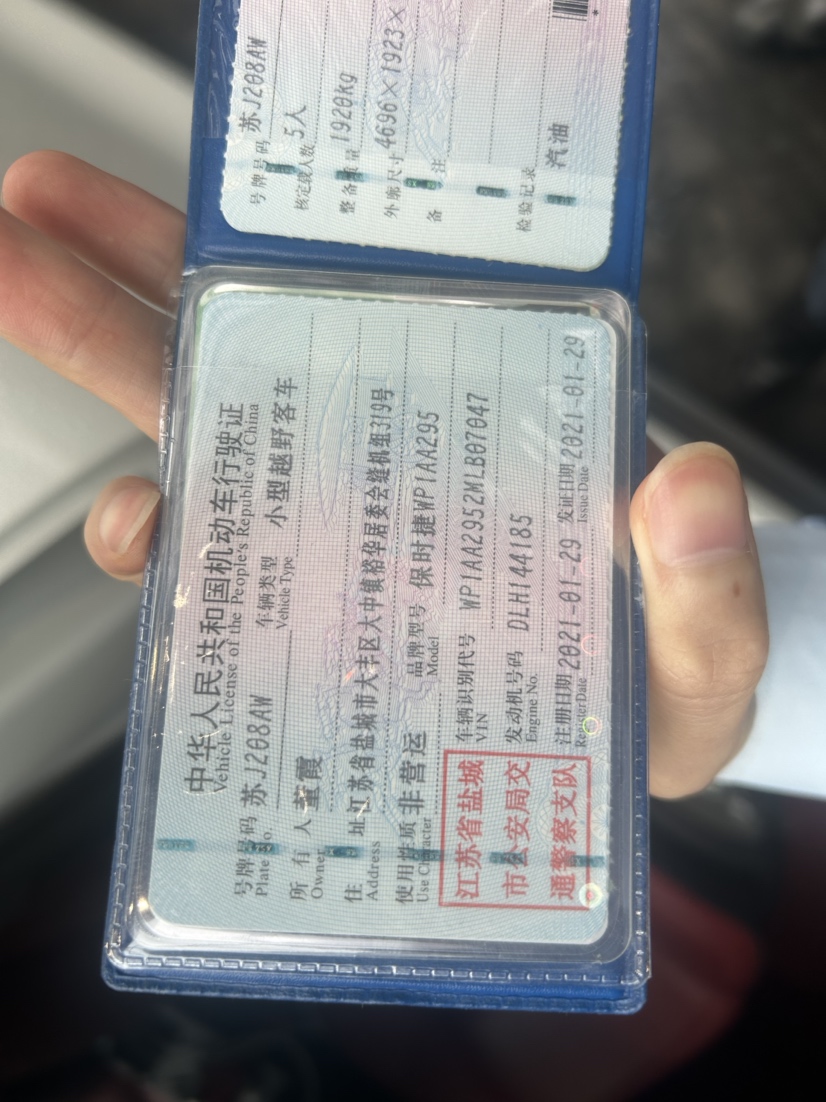 中华人民共和国机动车行驶证
Vehicle License of the People's Republic of China
号牌号码 苏J208AW 车辆类型 小型越野客车
Plate No. Vehicle Type
所有人 董霞
Owner
住址 江苏省盐城市大丰区大中镇裕华居委会缝机组319号
Address
使用性质 非营运 品牌型号 保时捷WP1AA295
Use Character Model
江苏省盐城
市公安局交
通警察支队
车辆识别代号 WP1AA2952MLB07047
VIN
发动机号码 DLH144185
Engine No.
注册日期 2021-01-29 发证日期 2021-01-29
Register Date Issue Date
号牌号码 苏J208AW
核定载人数 5人
整备质量 1920kg
外廓尺寸 4696×1923×
备注
检验记录
汽油